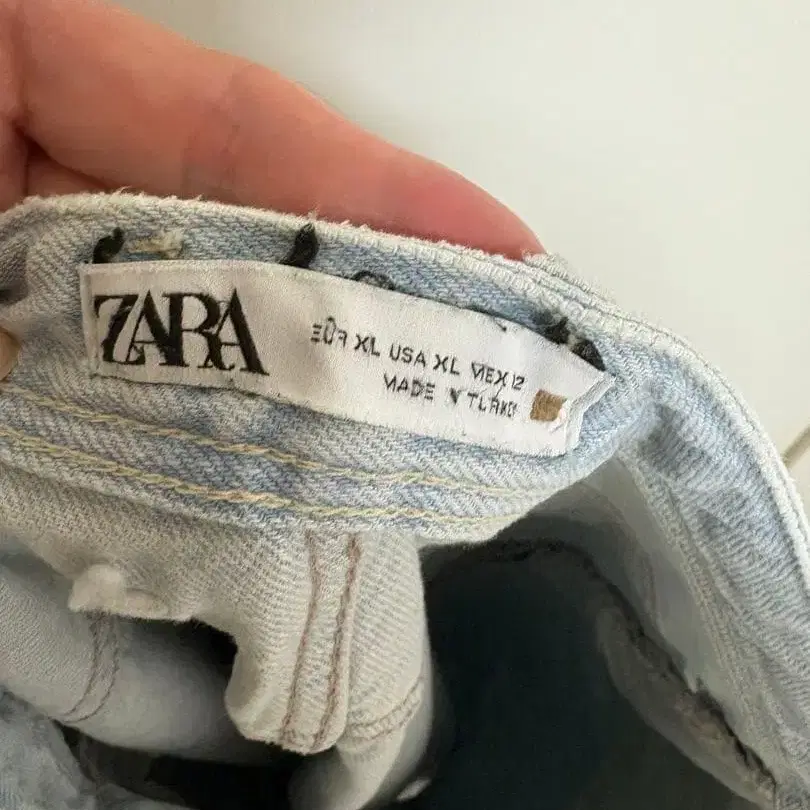 ZARA
EUR XL USA XL MEX 12
MADE IN TURKEY